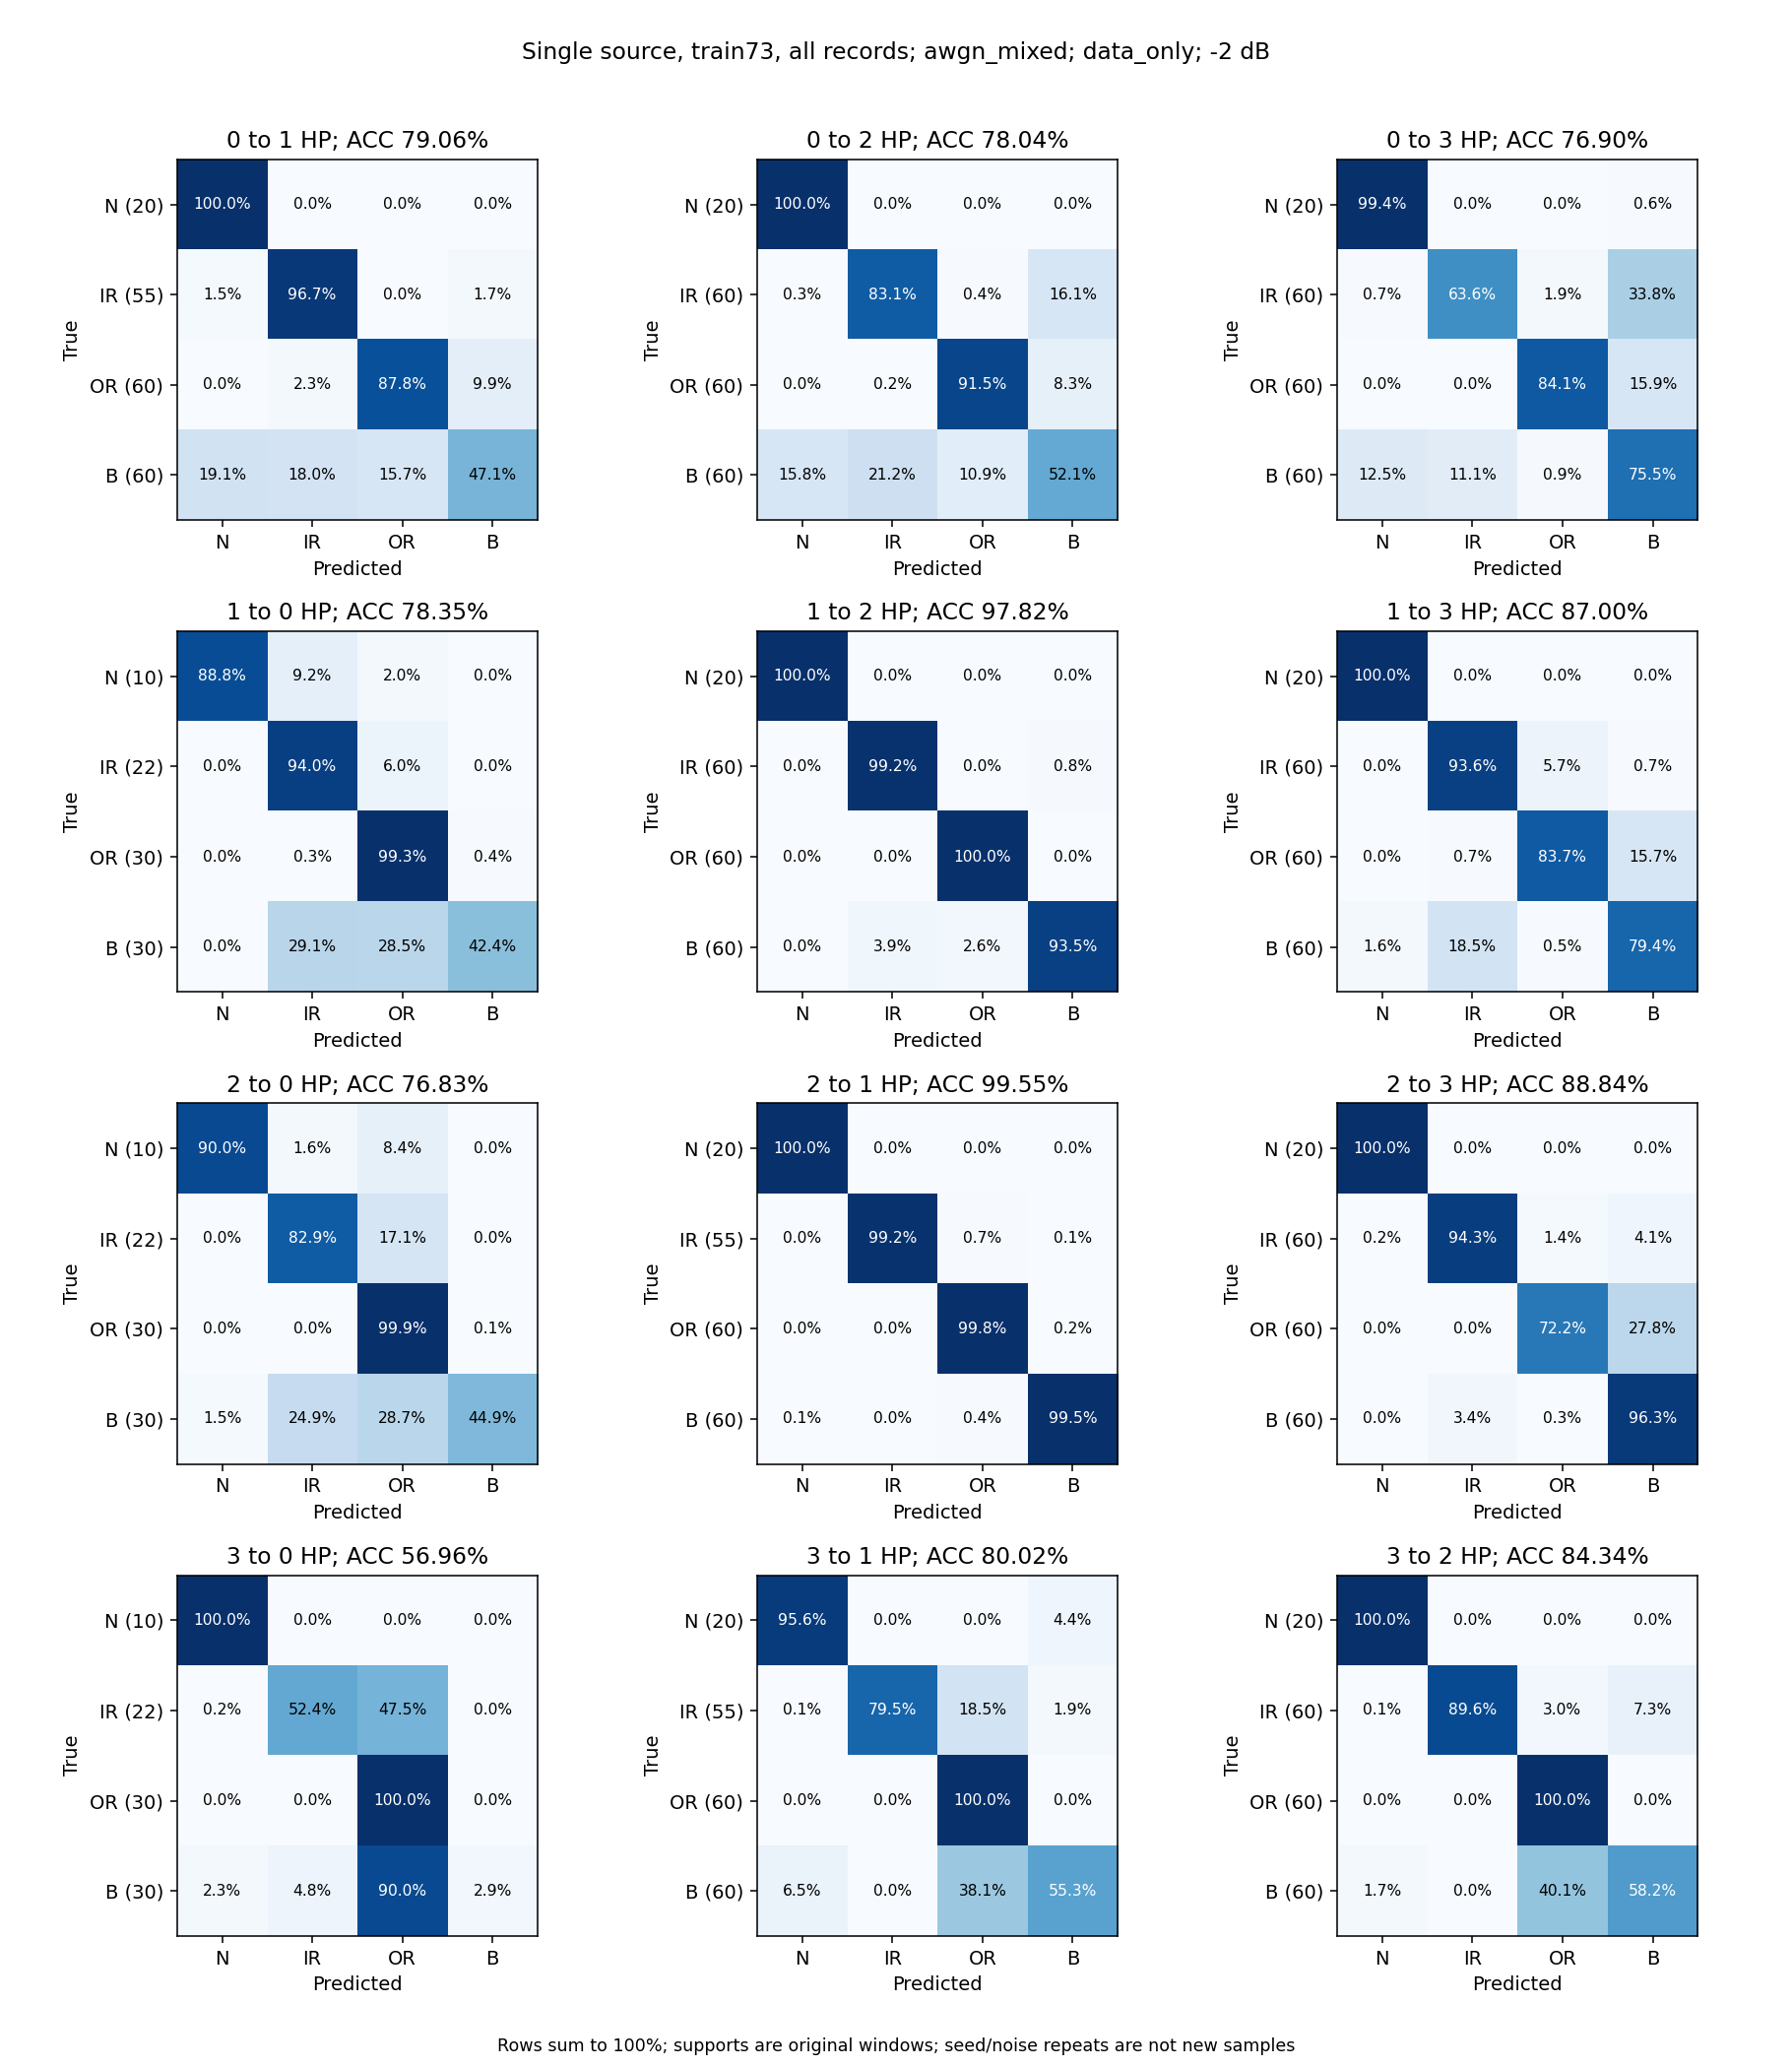 Single source, train73, all records; awgn_mixed; data_only; -2 dB
0 to 1 HP; ACC 79.06%
N (20) 100.0% 0.0% 0.0% 0.0%
IR (55) 1.5% 96.7% 0.0% 1.7%
True
OR (60) 0.0% 2.3% 87.8% 9.9%
B (60) 19.1% 18.0% 15.7% 47.1%
N IR OR B
Predicted
0 to 2 HP; ACC 78.04%
N (20) 100.0% 0.0% 0.0% 0.0%
IR (60) 0.3% 83.1% 0.4% 16.1%
True
OR (60) 0.0% 0.2% 91.5% 8.3%
B (60) 15.8% 21.2% 10.9% 52.1%
N IR OR B
Predicted
0 to 3 HP; ACC 76.90%
N (20) 99.4% 0.0% 0.0% 0.6%
IR (60) 0.7% 63.6% 1.9% 33.8%
True
OR (60) 0.0% 0.0% 84.1% 15.9%
B (60) 12.5% 11.1% 0.9% 75.5%
N IR OR B
Predicted
1 to 0 HP; ACC 78.35%
N (10) 88.8% 9.2% 2.0% 0.0%
IR (22) 0.0% 94.0% 6.0% 0.0%
True
OR (30) 0.0% 0.3% 99.3% 0.4%
B (30) 0.0% 29.1% 28.5% 42.4%
N IR OR B
Predicted
1 to 2 HP; ACC 97.82%
N (20) 100.0% 0.0% 0.0% 0.0%
IR (60) 0.0% 99.2% 0.0% 0.8%
True
OR (60) 0.0% 0.0% 100.0% 0.0%
B (60) 0.0% 3.9% 2.6% 93.5%
N IR OR B
Predicted
1 to 3 HP; ACC 87.00%
N (20) 100.0% 0.0% 0.0% 0.0%
IR (60) 0.0% 93.6% 5.7% 0.7%
True
OR (60) 0.0% 0.7% 83.7% 15.7%
B (60) 1.6% 18.5% 0.5% 79.4%
N IR OR B
Predicted
2 to 0 HP; ACC 76.83%
N (10) 90.0% 1.6% 8.4% 0.0%
IR (22) 0.0% 82.9% 17.1% 0.0%
True
OR (30) 0.0% 0.0% 99.9% 0.1%
B (30) 1.5% 24.9% 28.7% 44.9%
N IR OR B
Predicted
2 to 1 HP; ACC 99.55%
N (20) 100.0% 0.0% 0.0% 0.0%
IR (55) 0.0% 99.2% 0.7% 0.1%
True
OR (60) 0.0% 0.0% 99.8% 0.2%
B (60) 0.1% 0.0% 0.4% 99.5%
N IR OR B
Predicted
2 to 3 HP; ACC 88.84%
N (20) 100.0% 0.0% 0.0% 0.0%
IR (60) 0.2% 94.3% 1.4% 4.1%
True
OR (60) 0.0% 0.0% 72.2% 27.8%
B (60) 0.0% 3.4% 0.3% 96.3%
N IR OR B
Predicted
3 to 0 HP; ACC 56.96%
N (10) 100.0% 0.0% 0.0% 0.0%
IR (22) 0.2% 52.4% 47.5% 0.0%
True
OR (30) 0.0% 0.0% 100.0% 0.0%
B (30) 2.3% 4.8% 90.0% 2.9%
N IR OR B
Predicted
3 to 1 HP; ACC 80.02%
N (20) 95.6% 0.0% 0.0% 4.4%
IR (55) 0.1% 79.5% 18.5% 1.9%
True
OR (60) 0.0% 0.0% 100.0% 0.0%
B (60) 6.5% 0.0% 38.1% 55.3%
N IR OR B
Predicted
3 to 2 HP; ACC 84.34%
N (20) 100.0% 0.0% 0.0% 0.0%
IR (60) 0.1% 89.6% 3.0% 7.3%
True
OR (60) 0.0% 0.0% 100.0% 0.0%
B (60) 1.7% 0.0% 40.1% 58.2%
N IR OR B
Predicted
Rows sum to 100%; supports are original windows; seed/noise repeats are not new samples